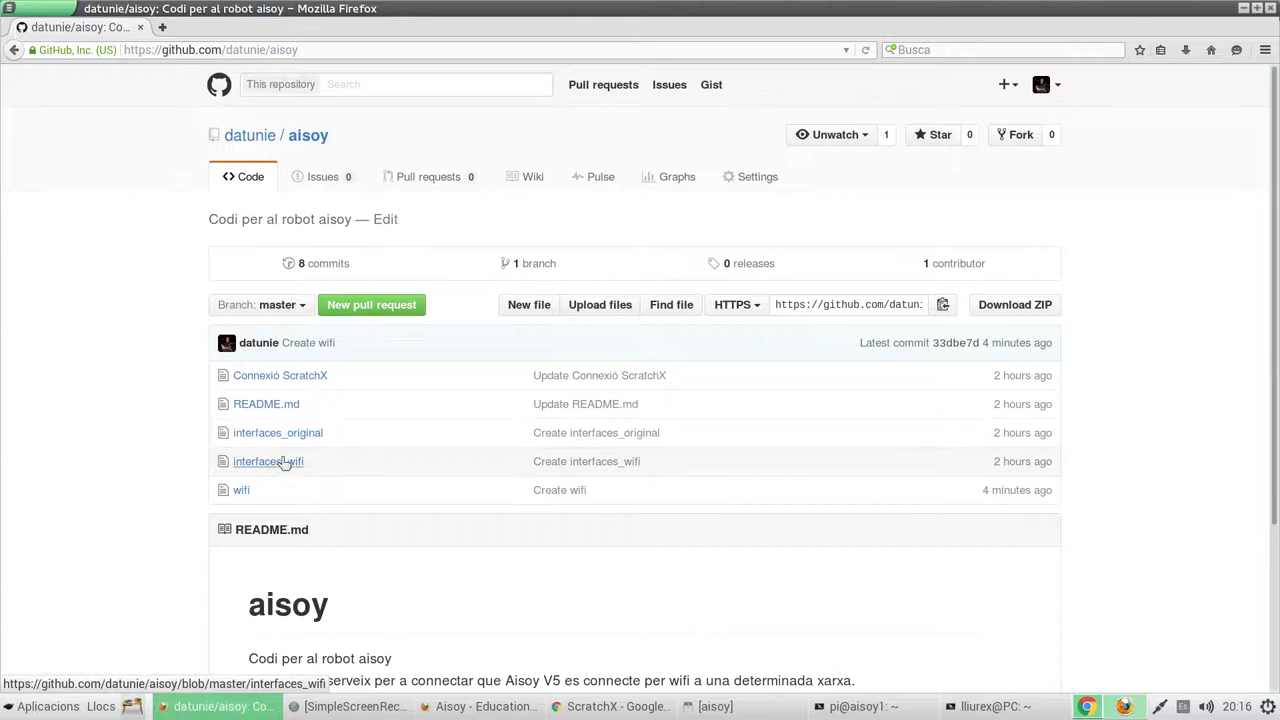 datunie/aisoy: Codi per al robot aisoy – Mozilla Firefox
datunie/aisoy: Co... × +
GitHub, Inc. (US) https://github.com/datunie/aisoy Busca
This repository Search Pull requests Issues Gist
datunie / aisoy Unwatch 1 Star 0 Fork 0
Code Issues 0 Pull requests 0 Wiki Pulse Graphs Settings
Codi per al robot aisoy — Edit
8 commits 1 branch 0 releases 1 contributor
Branch: master New pull request New file Upload files Find file HTTPS https://github.com/datun: Download ZIP
datunie Create wifi Latest commit 33dbe7d 4 minutes ago
Connexió ScratchX Update Connexió ScratchX 2 hours ago
README.md Update README.md 2 hours ago
interfaces_original Create interfaces_original 2 hours ago
interfaces_wifi Create interfaces_wifi 2 hours ago
wifi Create wifi 4 minutes ago
README.md
aisoy
Codi per al robot aisoy
serveix per a connectar que Aisoy V5 es connecte per wifi a una determinada xarxa.
https://github.com/datunie/aisoy/blob/master/interfaces_wifi
Aplicacions Llocs datunie/aisoy: Co... [SimpleScreenRec... Aisoy - Education... ScratchX - Google... [aisoy] pi@aisoy1: ~ lliurex@PC: ~ Es 20:16